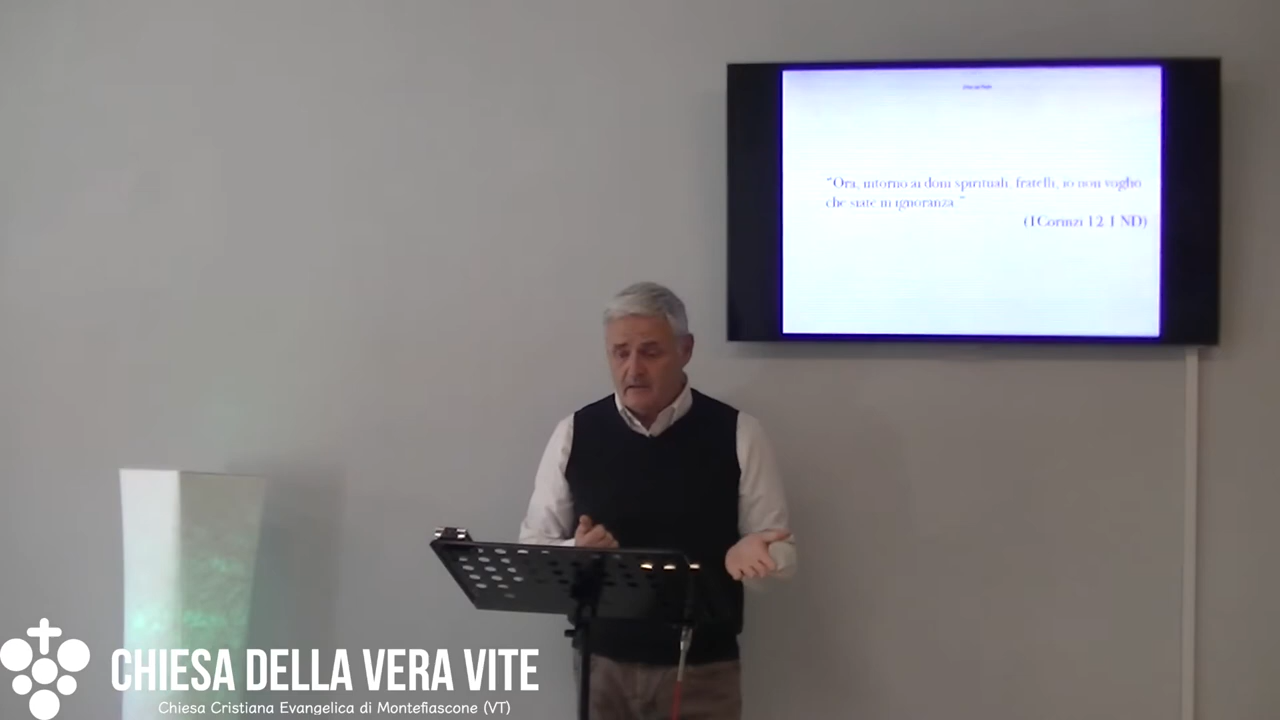 "Ora, intorno ai doni spirituali, fratelli, io non voglio
che siate in ignoranza."
(1Corinzi 12:1 ND)
CHIESA DELLA VERA VITE
Chiesa Cristiana Evangelica di Montefiascone (VT)